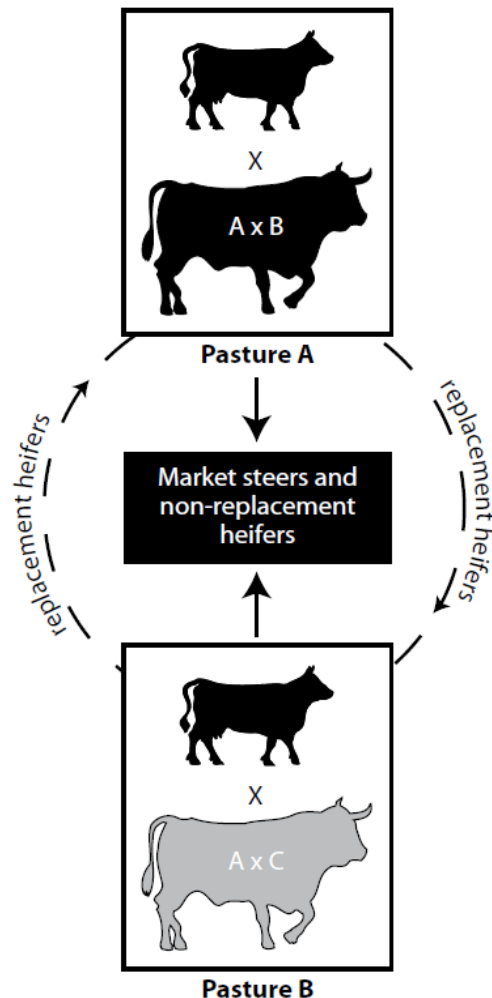 X
A x B
Pasture A
replacement heifers
replacement heifers
Market steers and
non-replacement
heifers
X
A x C
Pasture B